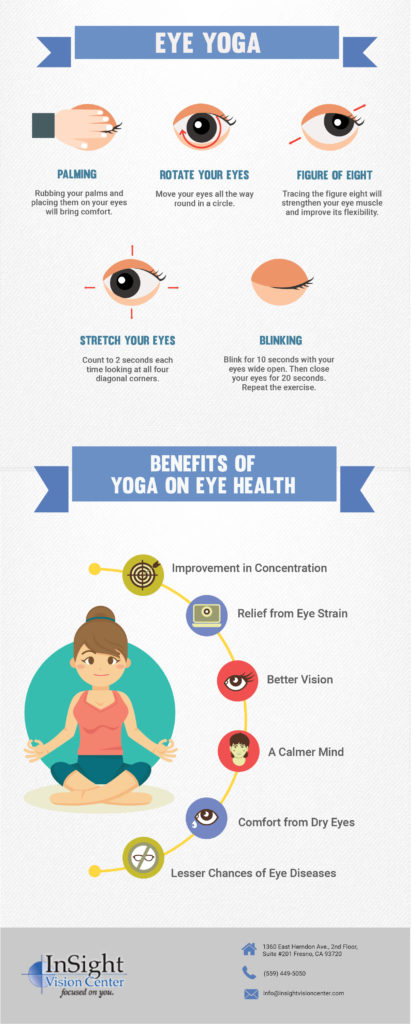 EYE YOGA
PALMING
Rubbing your palms and
placing them on your eyes
will bring comfort.
ROTATE YOUR EYES
Move your eyes all the way
round in a circle.
FIGURE OF EIGHT
Tracing the figure eight will
strengthen your eye muscle
and improve its flexibility.
STRETCH YOUR EYES
Count to 2 seconds each
time looking at all four
diagonal corners.
BLINKING
Blink for 10 seconds with your
eyes wide open. Then close
your eyes for 20 seconds.
Repeat the exercise.
BENEFITS OF
YOGA ON EYE HEALTH
Improvement in Concentration
Relief from Eye Strain
Better Vision
A Calmer Mind
Comfort from Dry Eyes
Lesser Chances of Eye Diseases
InSight
Vision Center
focused on you.
1360 East Herndon Ave., 2nd Floor,
Suite #201 Fresno, CA 93720
(559) 449-5050
info@insightvisioncenter.com